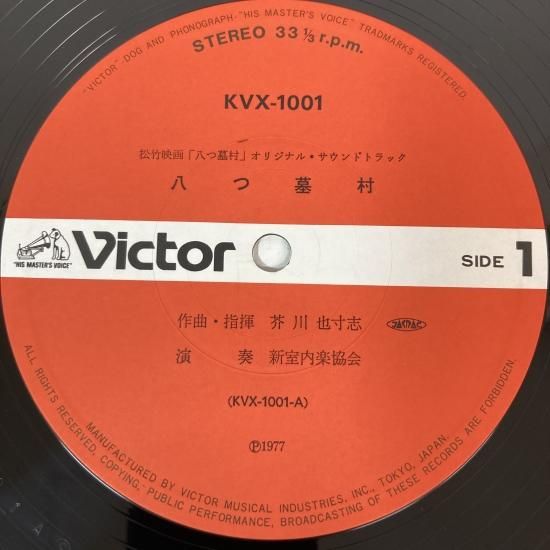 "VICTOR" DOG AND PHONOGRAPH · "HIS MASTER'S VOICE" TRADMARKS REGISTERED.
STEREO 33 ⅓ r.p.m.
KVX-1001
松竹映画「八つ墓村」オリジナル・サウンドトラック
八つ墓村
"HIS MASTER'S VOICE"
Victor
SIDE 1
作曲・指揮 芥川也寸志
JASRAC
演奏 新室内楽協会
(KVX-1001-A)
Ⓟ1977
MANUFACTURED BY VICTOR MUSICAL INDUSTRIES, INC., TOKYO, JAPAN.
ALL RIGHTS RESERVED, COPYING, PUBLIC PERFORMANCE, BROADCASTING OF THESE RECORDS ARE FORBIDDEN.